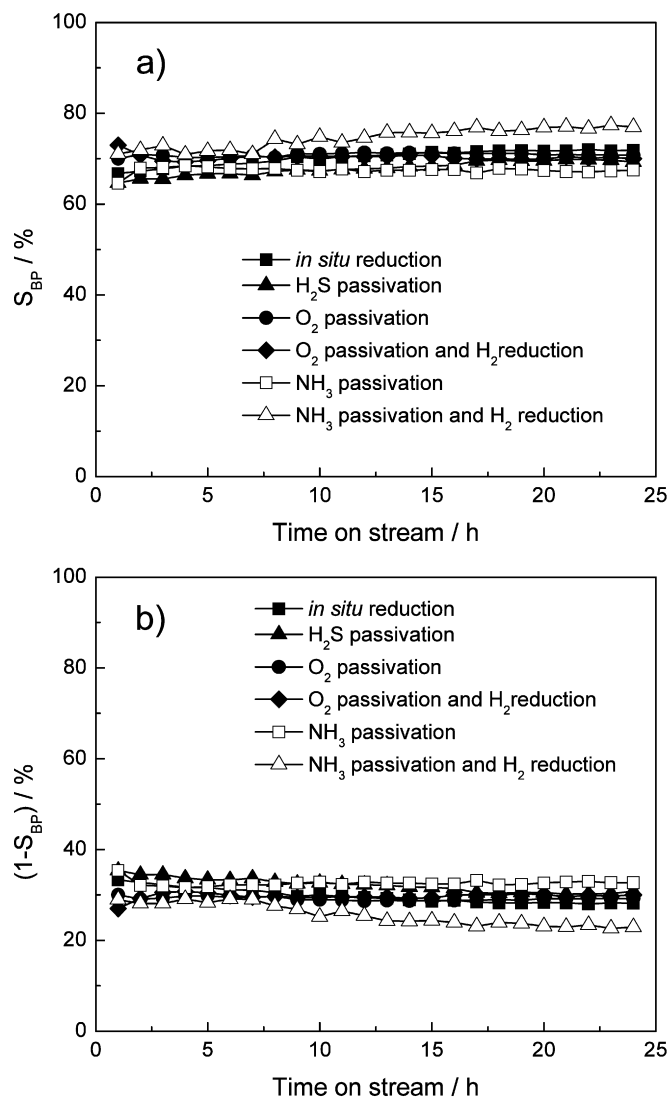 100
a)
80
60
S_BP / %
in situ reduction
H₂S passivation
O₂ passivation
40
O₂ passivation and H₂reduction
NH₃ passivation
NH₃ passivation and H₂ reduction
20
0
0 5 10 15 20 25
Time on stream / h
100
b)
in situ reduction
H₂S passivation
80
O₂ passivation
O₂ passivation and H₂reduction
NH₃ passivation
NH₃ passivation and H₂ reduction
60
(1-S_BP) / %
40
20
0
0 5 10 15 20 25
Time on stream / h